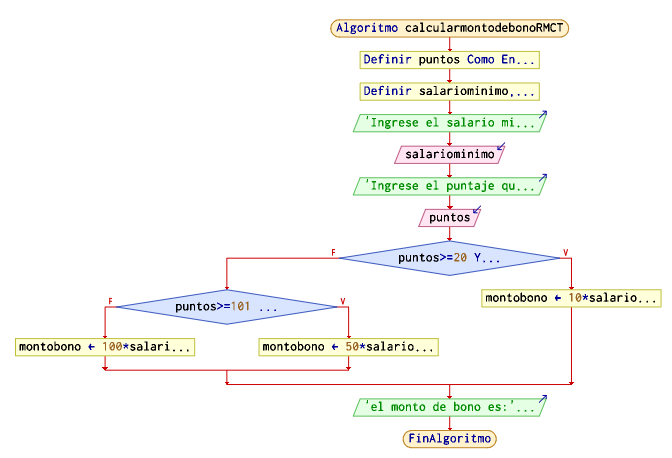 Algoritmo calcularmontodebonoRMCT
Definir puntos Como En...
Definir salariominimo,...
'Ingrese el salario mi...
salariominimo
'Ingrese el puntaje qu...
puntos
F
puntos>=20 Y...
V
F
puntos>=101 ...
V
montobono ← 10*salario...
montobono ← 100*salari...
montobono ← 50*salario...
'el monto de bono es:'...
FinAlgoritmo